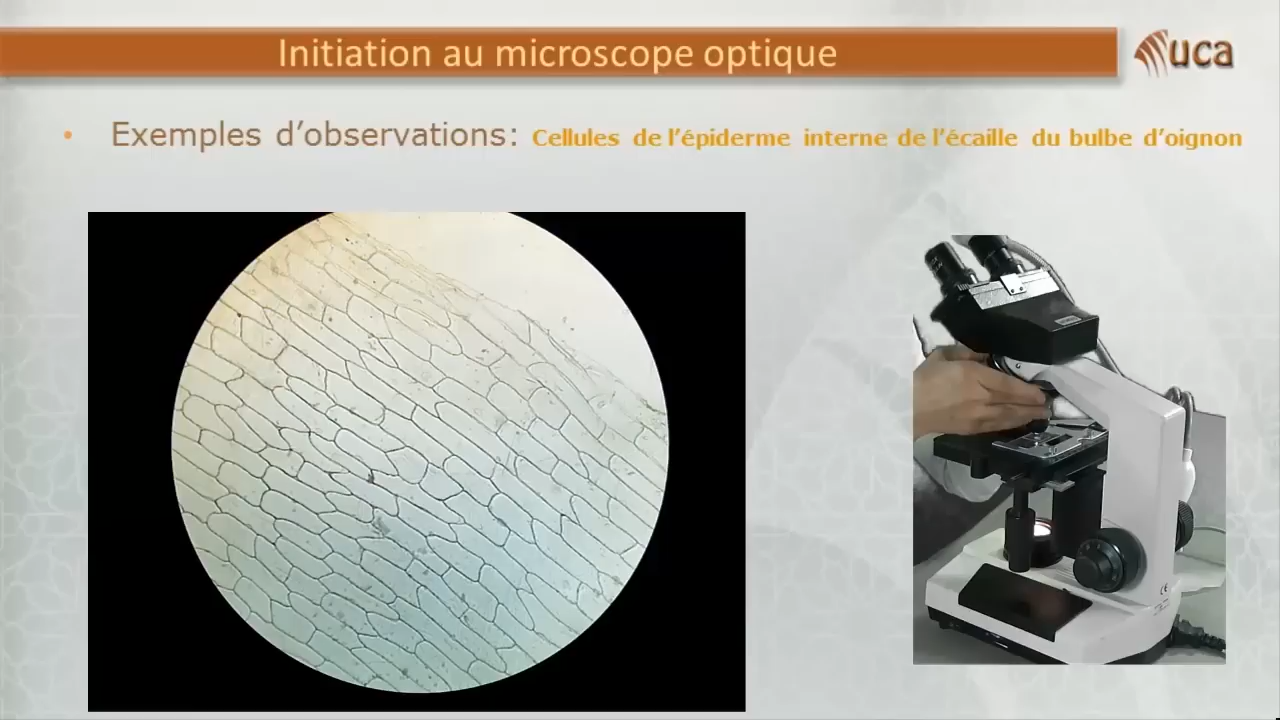 Initiation au microscope optique
uca
• Exemples d’observations: Cellules de l’épiderme interne de l’écaille du bulbe d’oignon